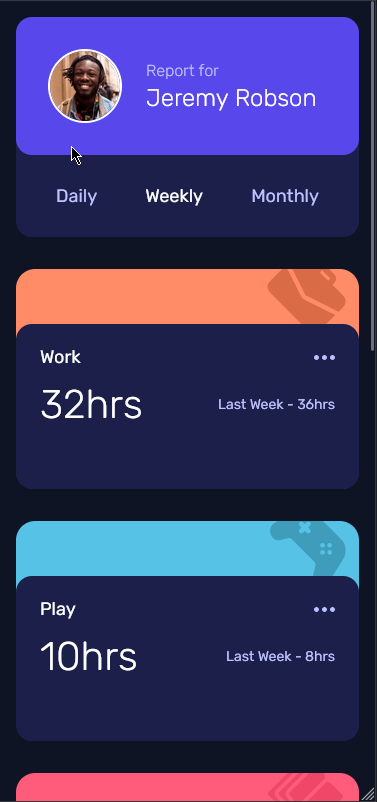 Report for
Jeremy Robson
Daily Weekly Monthly
Work
32hrs Last Week - 36hrs
Play
10hrs Last Week - 8hrs